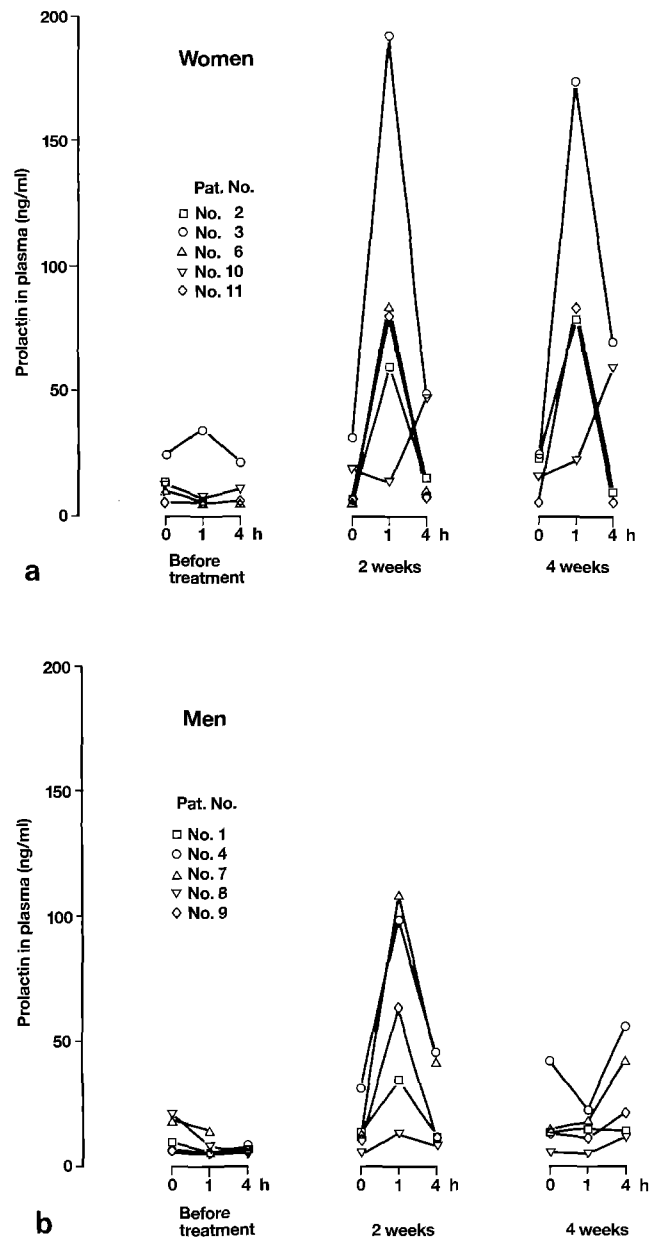 200
Women
150
Prolactin in plasma (ng/ml)
Pat. No.
No. 2
No. 3
No. 6
No. 10
No. 11
100
50
0
0 1 4 h
0 1 4 h
0 1 4 h
Before
treatment
2 weeks
4 weeks
a
200
Men
150
Prolactin in plasma (ng/ml)
Pat. No.
No. 1
No. 4
No. 7
No. 8
No. 9
100
50
0
0 1 4 h
0 1 4 h
0 1 4 h
Before
treatment
2 weeks
4 weeks
b